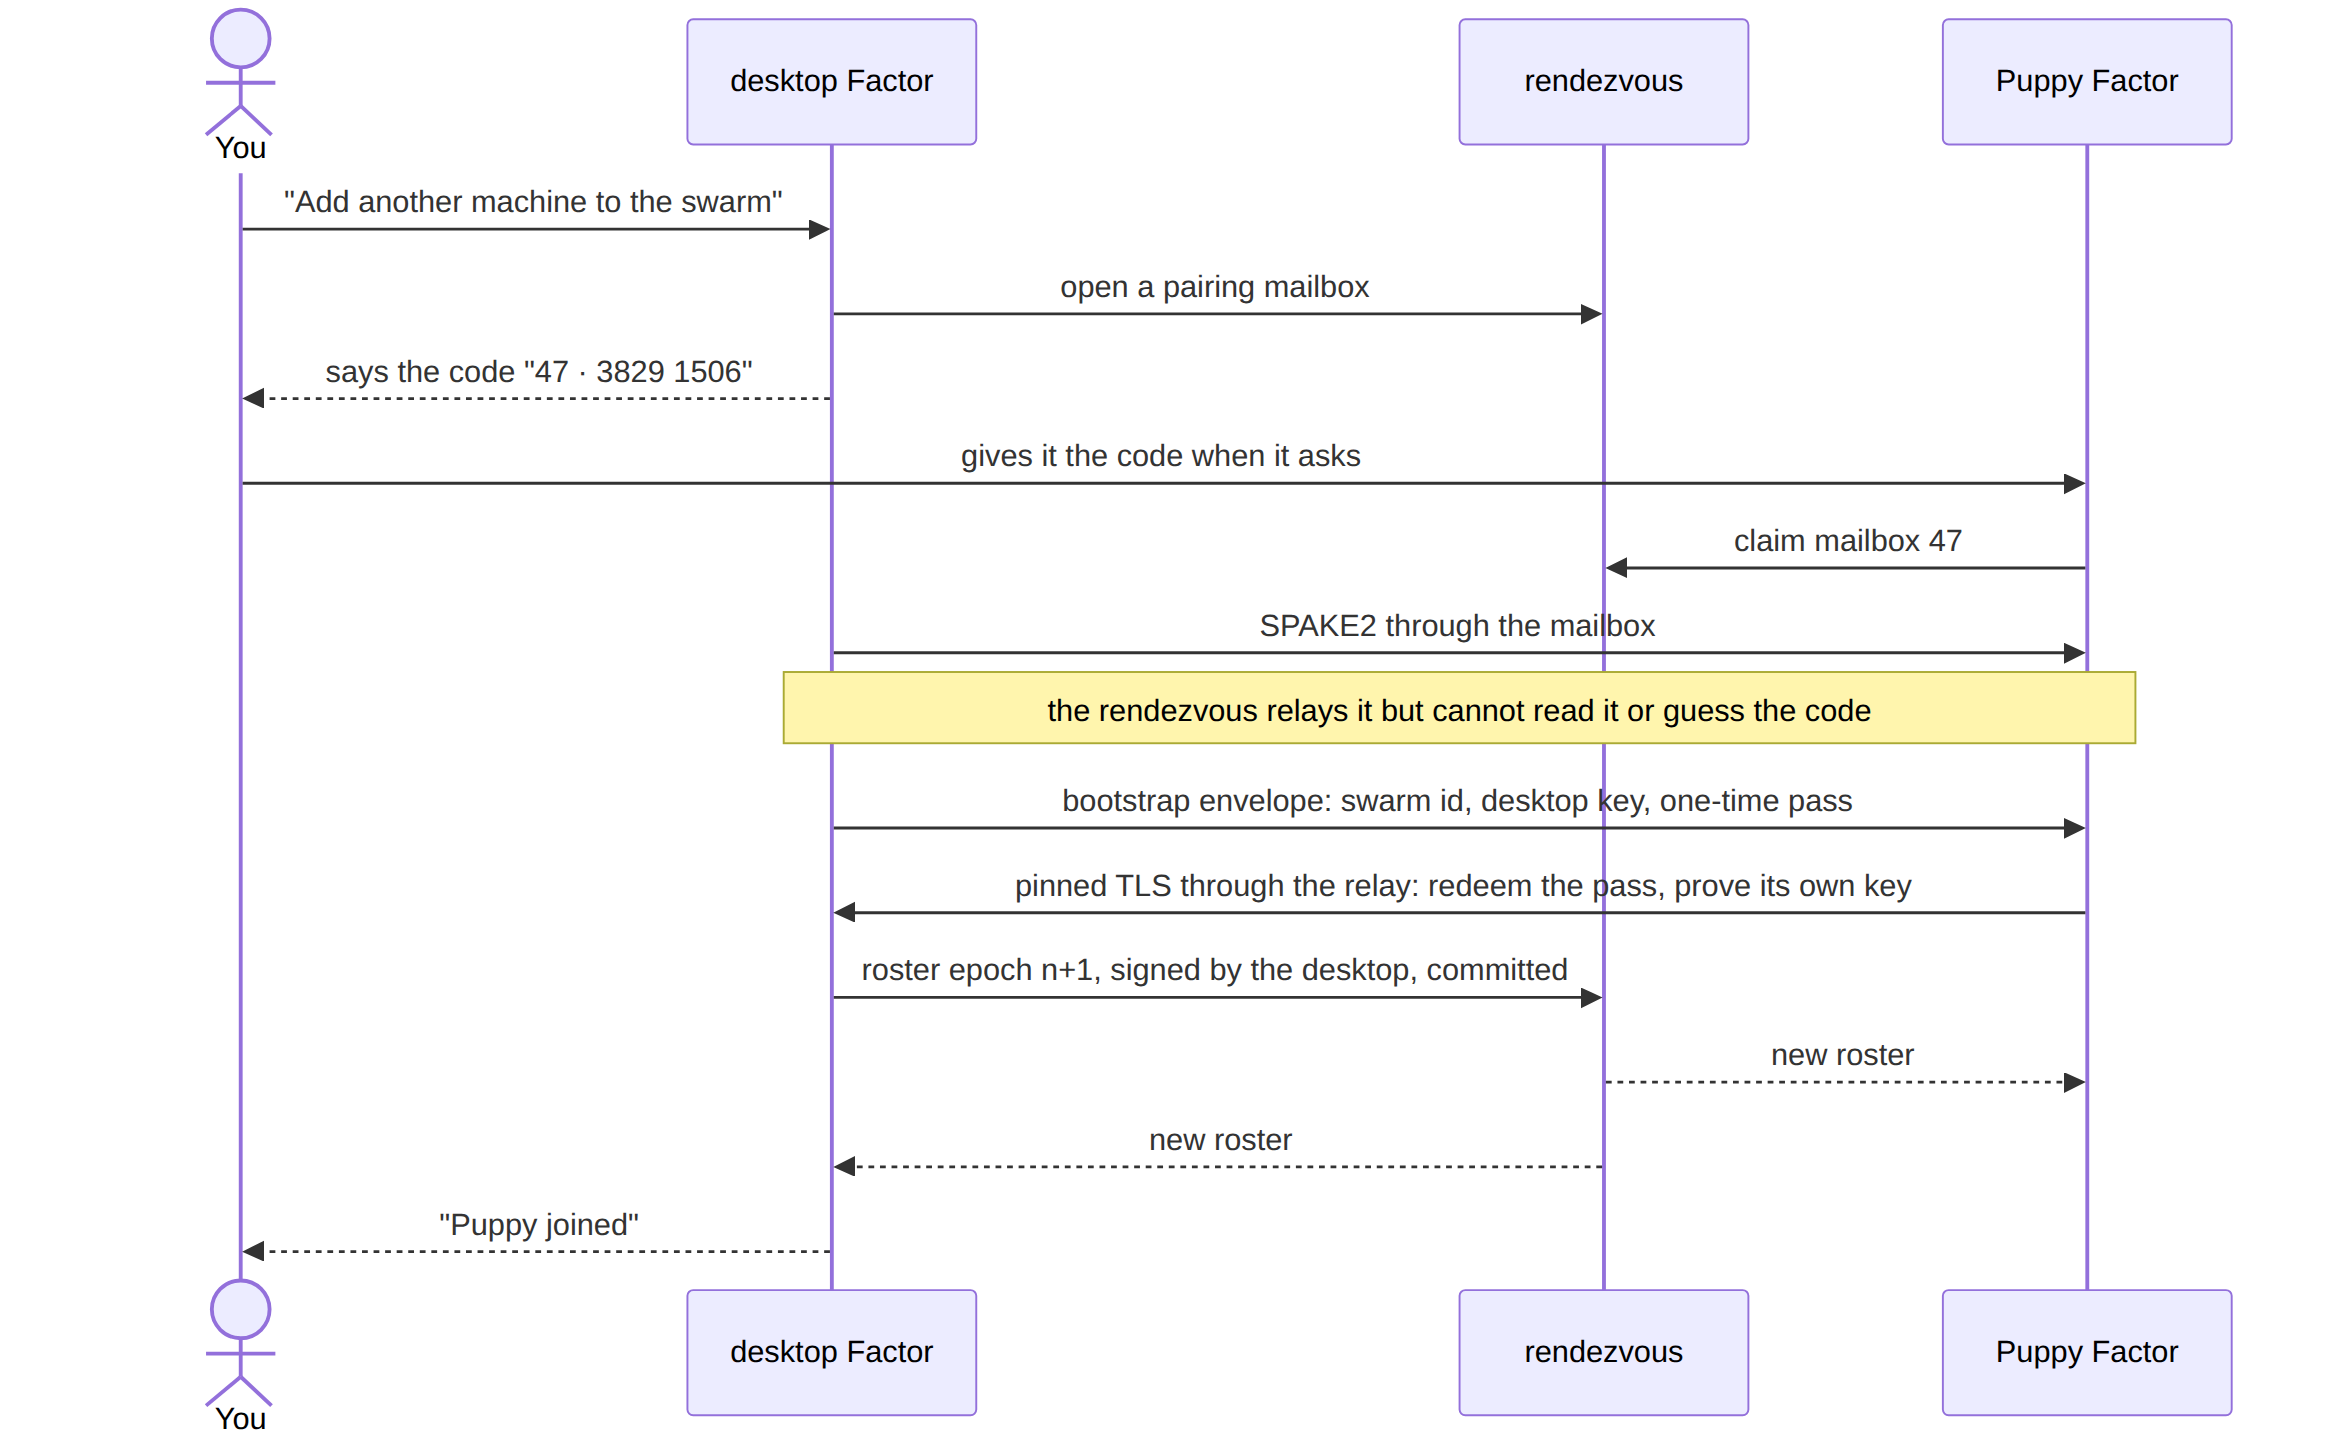 desktop Factor
rendezvous
Puppy Factor
You
"Add another machine to the swarm"
open a pairing mailbox
says the code "47 · 3829 1506"
gives it the code when it asks
claim mailbox 47
SPAKE2 through the mailbox
the rendezvous relays it but cannot read it or guess the code
bootstrap envelope: swarm id, desktop key, one-time pass
pinned TLS through the relay: redeem the pass, prove its own key
roster epoch n+1, signed by the desktop, committed
new roster
new roster
"Puppy joined"
desktop Factor
rendezvous
Puppy Factor
You